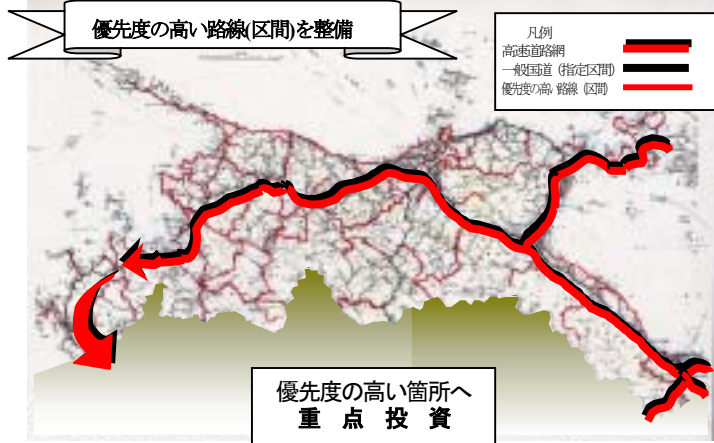 優先度の高い路線(区間)を整備
凡例
高速道路網
一般国道（指定区間）
優先度の高い路線（区間）
優先度の高い箇所へ
重点投資